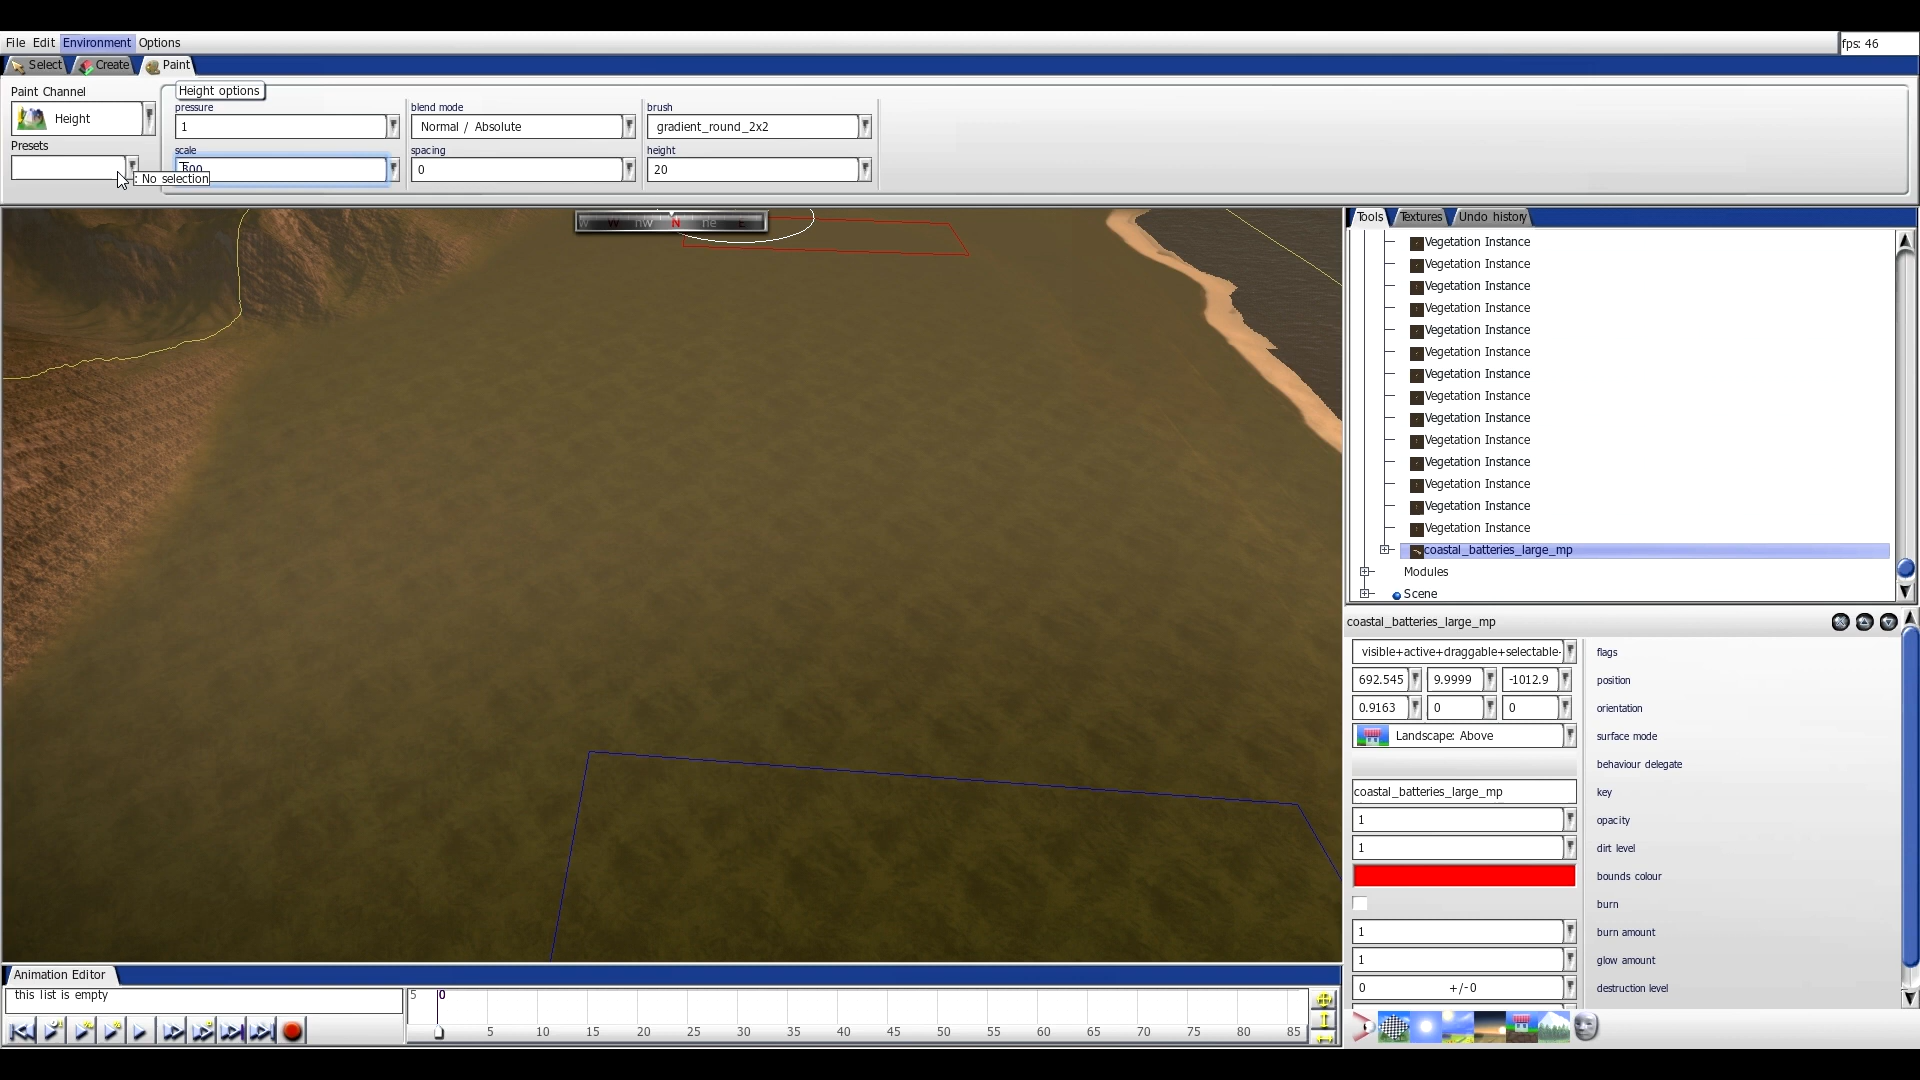 File Edit Environment Options
fps: 46
Select Create Paint
Paint Channel
Height
Presets
: No selection
Height options
pressure
1
scale
blend mode
Normal / Absolute
spacing
0
brush
gradient_round_2x2
height
20
W nW N ne E
Tools Textures Undo history
Vegetation Instance
Vegetation Instance
Vegetation Instance
Vegetation Instance
Vegetation Instance
Vegetation Instance
Vegetation Instance
Vegetation Instance
Vegetation Instance
Vegetation Instance
Vegetation Instance
Vegetation Instance
Vegetation Instance
Vegetation Instance
coastal_batteries_large_mp
Modules
Scene
coastal_batteries_large_mp
visible+active+draggable+selectable- flags
692.545 9.9999 -1012.9 position
0.9163 0 0 orientation
Landscape: Above surface mode
behaviour delegate
coastal_batteries_large_mp key
1 opacity
1 dirt level
bounds colour
burn
1 burn amount
1 glow amount
0 +/-0 destruction level
Animation Editor
this list is empty
5 0
5 10 15 20 25 30 35 40 45 50 55 60 65 70 75 80 85